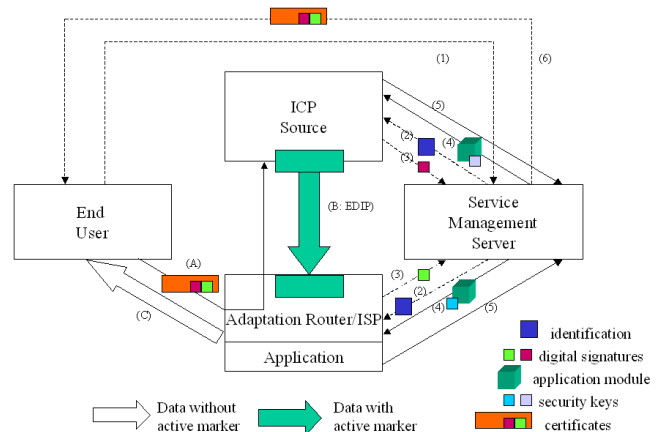 (1)
(6)
ICP
Source
(5)
(2)
(4)
(3)
End
User
Service
Management
Server
(B: EDIP)
(A)
(3)
(2)
(C)
(4)
(5)
Adaptation Router/ISP
Application
identification
digital signatures
application module
security keys
certificates
Data without
active marker
Data with
active marker